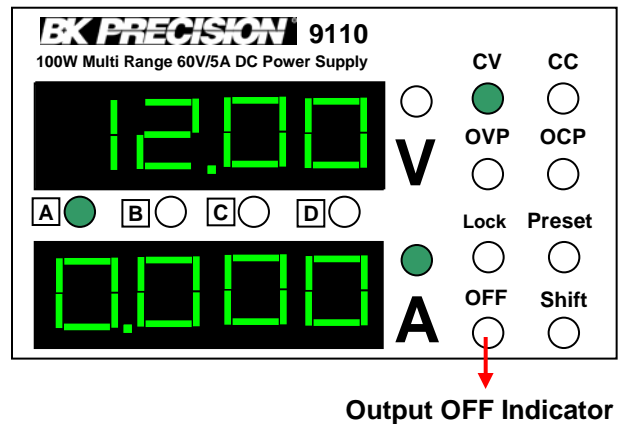 BK PRECISION® 9110
100W Multi Range 60V/5A DC Power Supply
CV CC
12.00
V
OVP OCP
A B C D
Lock Preset
0.000
A
OFF Shift
Output OFF Indicator